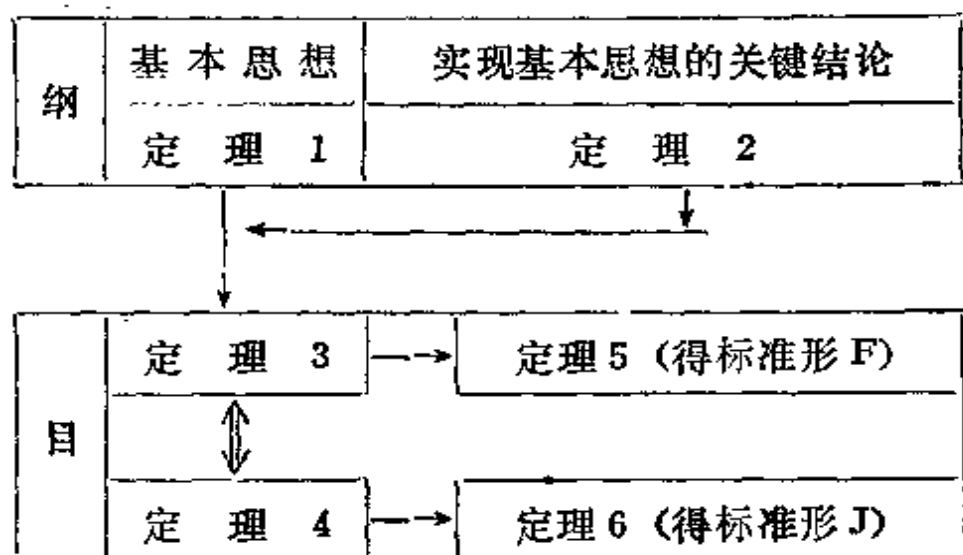 纲
基本思想 实现基本思想的关键结论
定理1 定理2
定理3 定理5（得标准形F）
目
定理4 定理6（得标准形J）